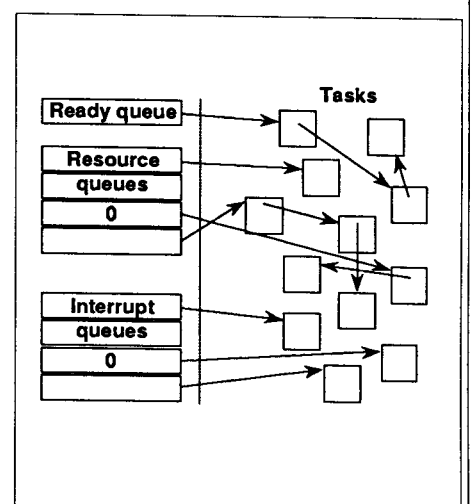 Tasks
Ready queue
Resource
queues
0
Interrupt
queues
0